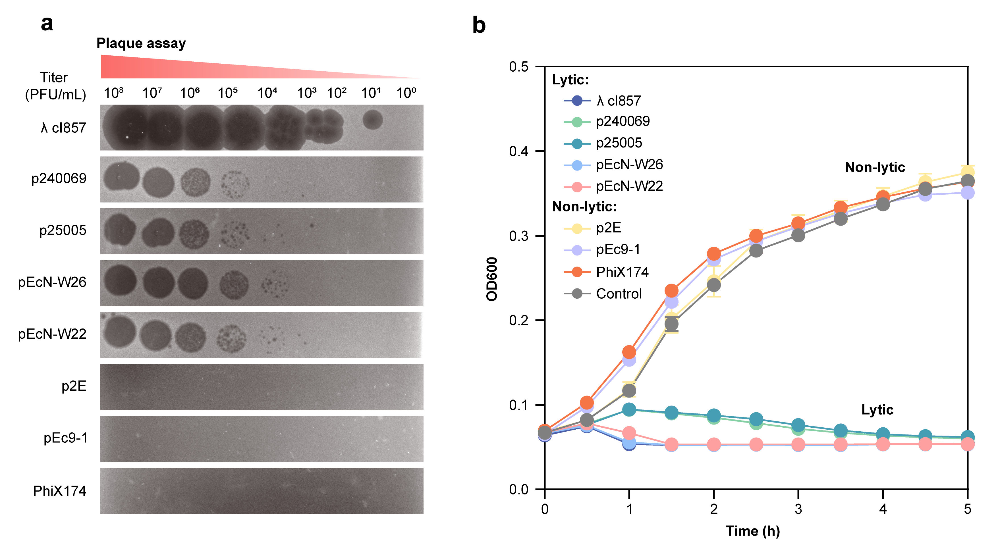 a
Plaque assay
Titer
(PFU/mL)
10⁸ 10⁷ 10⁶ 10⁵ 10⁴ 10³ 10² 10¹ 10⁰
λ cI857
p240069
p25005
pEcN-W26
pEcN-W22
p2E
pEc9-1
PhiX174
b
0.5
0.4
0.3
0.2
0.1
0.0
OD600
Lytic:
λ cI857
p240069
p25005
pEcN-W26
pEcN-W22
Non-lytic:
p2E
pEc9-1
PhiX174
Control
Non-lytic
Lytic
0 1 2 3 4 5
Time (h)